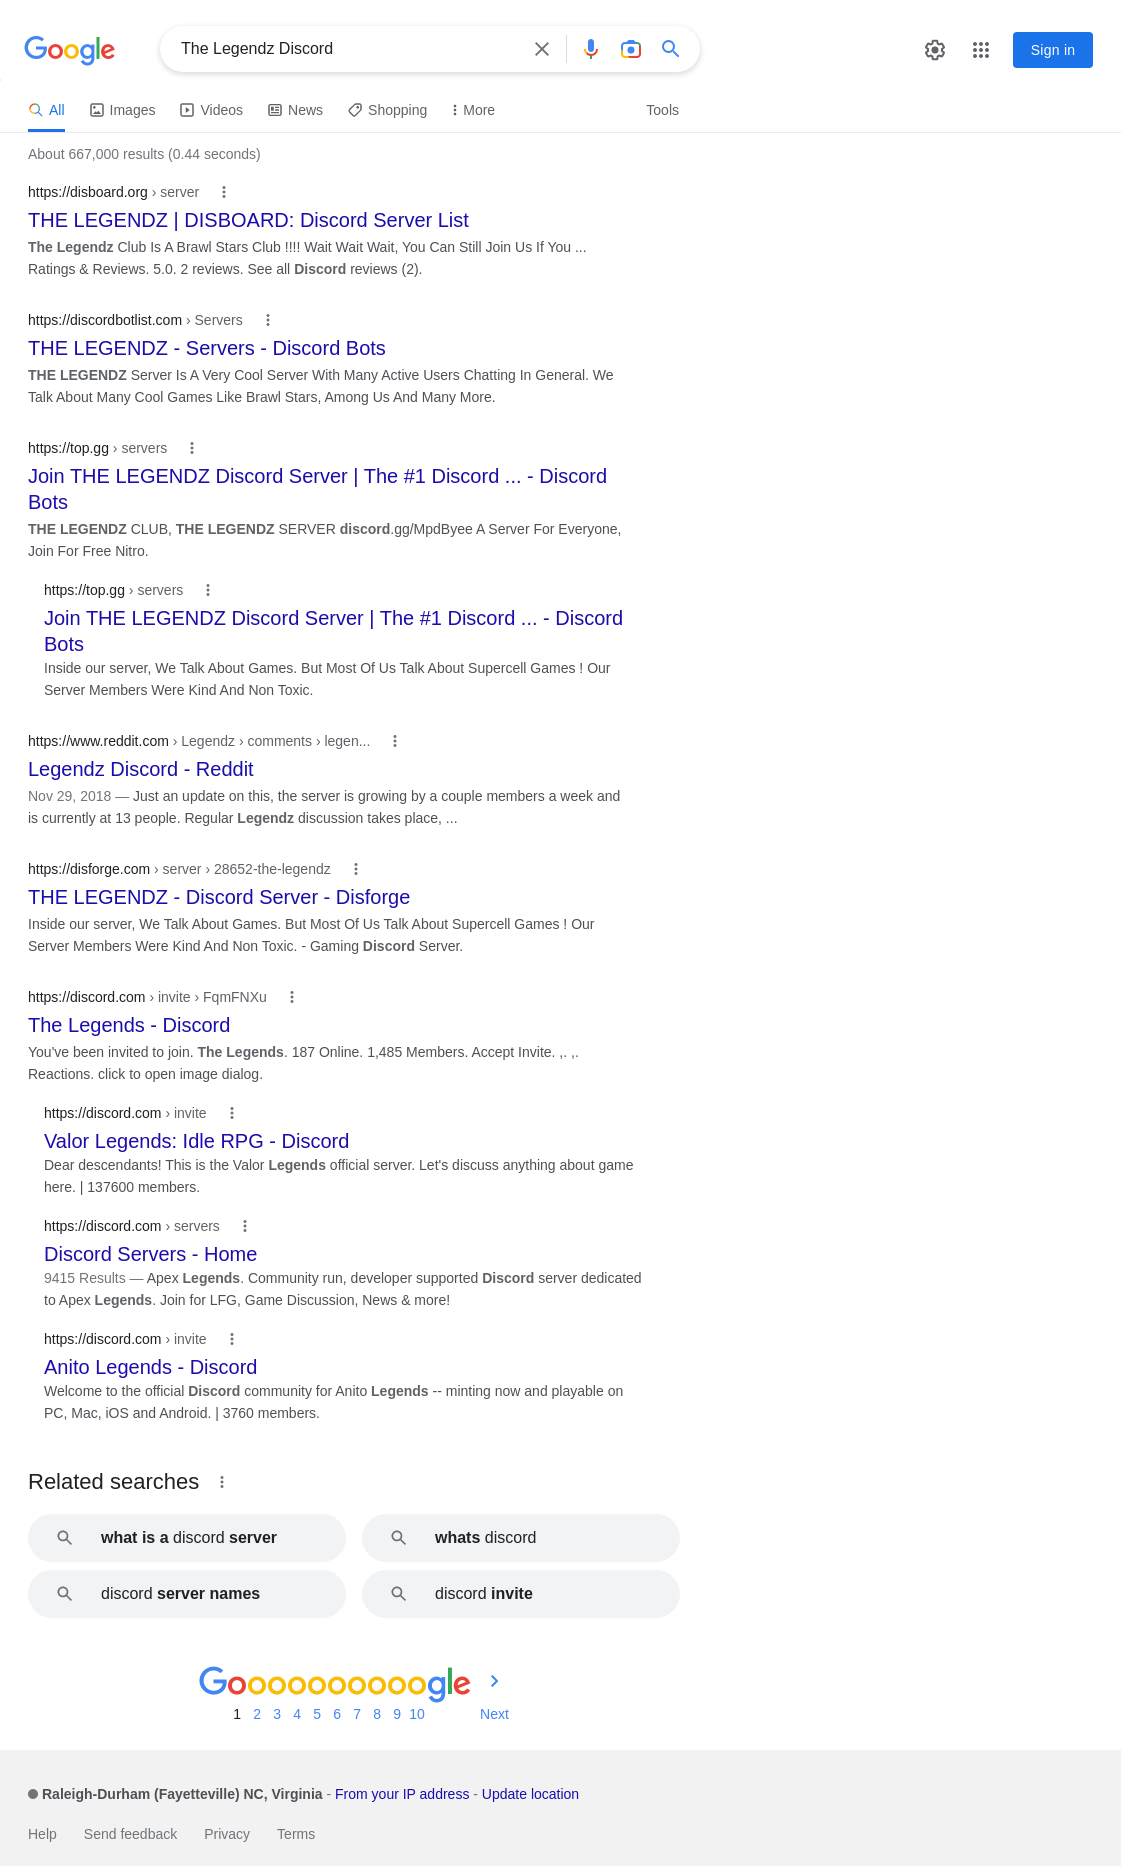 Google
The Legendz Discord
Sign in
All Images Videos News Shopping More Tools
About 667,000 results (0.44 seconds)
https://disboard.org › server
THE LEGENDZ | DISBOARD: Discord Server List
The Legendz Club Is A Brawl Stars Club !!!! Wait Wait Wait, You Can Still Join Us If You ...
Ratings & Reviews. 5.0. 2 reviews. See all Discord reviews (2).
https://discordbotlist.com › Servers
THE LEGENDZ - Servers - Discord Bots
THE LEGENDZ Server Is A Very Cool Server With Many Active Users Chatting In General. We
Talk About Many Cool Games Like Brawl Stars, Among Us And Many More.
https://top.gg › servers
Join THE LEGENDZ Discord Server | The #1 Discord ... - Discord
Bots
THE LEGENDZ CLUB, THE LEGENDZ SERVER discord.gg/MpdByee A Server For Everyone,
Join For Free Nitro.
https://top.gg › servers
Join THE LEGENDZ Discord Server | The #1 Discord ... - Discord
Bots
Inside our server, We Talk About Games. But Most Of Us Talk About Supercell Games ! Our
Server Members Were Kind And Non Toxic.
https://www.reddit.com › Legendz › comments › legen...
Legendz Discord - Reddit
Nov 29, 2018 — Just an update on this, the server is growing by a couple members a week and
is currently at 13 people. Regular Legendz discussion takes place, ...
https://disforge.com › server › 28652-the-legendz
THE LEGENDZ - Discord Server - Disforge
Inside our server, We Talk About Games. But Most Of Us Talk About Supercell Games ! Our
Server Members Were Kind And Non Toxic. - Gaming Discord Server.
https://discord.com › invite › FqmFNXu
The Legends - Discord
You've been invited to join. The Legends. 187 Online. 1,485 Members. Accept Invite. ,. ,.
Reactions. click to open image dialog.
https://discord.com › invite
Valor Legends: Idle RPG - Discord
Dear descendants! This is the Valor Legends official server. Let's discuss anything about game
here. | 137600 members.
https://discord.com › servers
Discord Servers - Home
9415 Results — Apex Legends. Community run, developer supported Discord server dedicated
to Apex Legends. Join for LFG, Game Discussion, News & more!
https://discord.com › invite
Anito Legends - Discord
Welcome to the official Discord community for Anito Legends -- minting now and playable on
PC, Mac, iOS and Android. | 3760 members.
Related searches
what is a discord server
whats discord
discord server names
discord invite
Goooooooooogle
1 2 3 4 5 6 7 8 9 10 Next
Raleigh-Durham (Fayetteville) NC, Virginia - From your IP address - Update location
Help Send feedback Privacy Terms